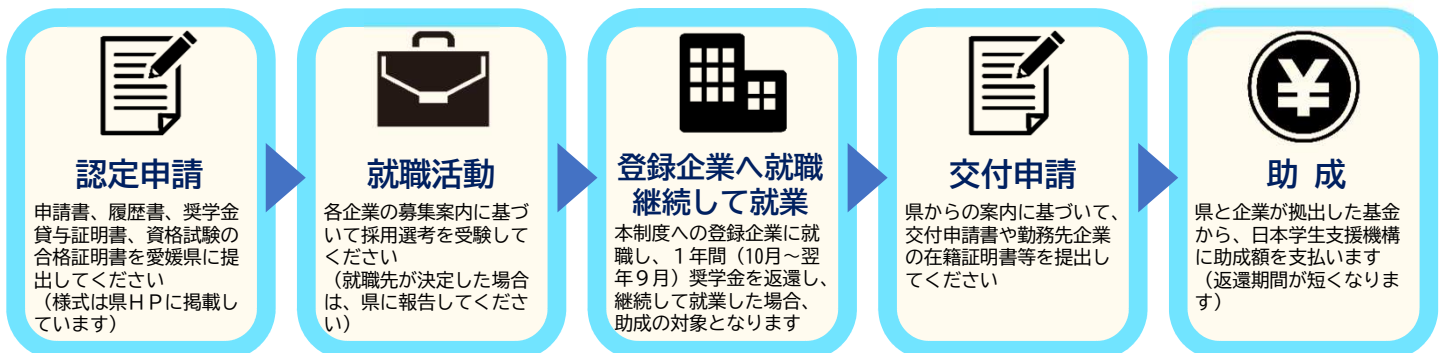 認定申請
申請書、履歴書、奨学金
貸与証明書、資格試験の
合格証明書を愛媛県に提
出してください
（様式は県ＨＰに掲載し
ています）
就職活動
各企業の募集案内に基づ
いて採用選考を受験して
ください
（就職先が決定した場合
は、県に報告してくださ
い）
登録企業へ就職
継続して就業
本制度への登録企業に就
職し、１年間（10月～翌
年９月）奨学金を返還し、
継続して就業した場合、
助成の対象となります
交付申請
県からの案内に基づいて、
交付申請書や勤務先企業
の在籍証明書等を提出し
てください
¥
助 成
県と企業が拠出した基金
から、日本学生支援機構
に助成額を支払います
（返還期間が短くなりま
す）